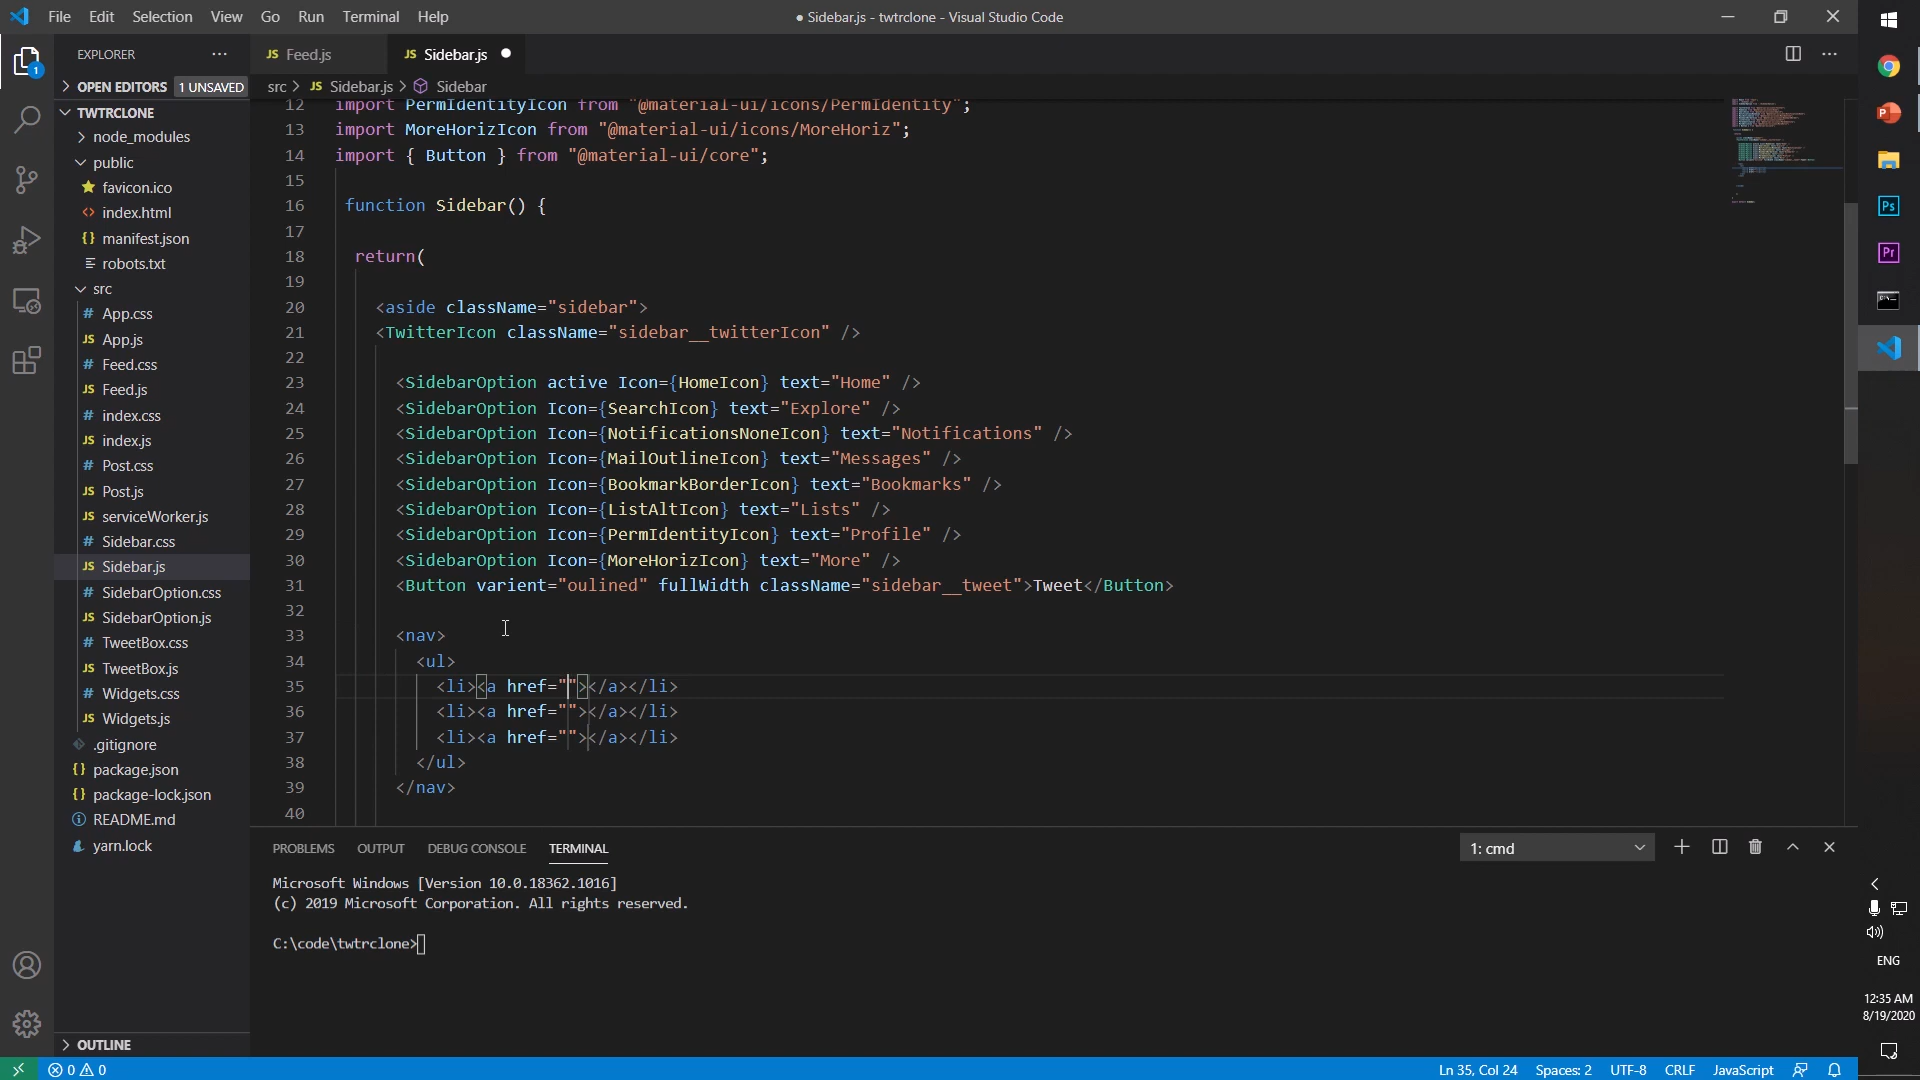 File Edit Selection View Go Run Terminal Help
● Sidebar.js - twtrclone - Visual Studio Code
EXPLORER
OPEN EDITORS 1 UNSAVED
TWTRCLONE
node_modules
public
favicon.ico
index.html
manifest.json
robots.txt
src
App.css
App.js
Feed.css
Feed.js
index.css
index.js
Post.css
Post.js
serviceWorker.js
Sidebar.css
Sidebar.js
SidebarOption.css
SidebarOption.js
TweetBox.css
TweetBox.js
Widgets.css
Widgets.js
.gitignore
package.json
package-lock.json
README.md
yarn.lock
OUTLINE
JS Feed.js JS Sidebar.js
src > JS Sidebar.js > Sidebar
12 import PermIdentityIcon from "@material-ui/icons/PermIdentity";
13 import MoreHorizIcon from "@material-ui/icons/MoreHoriz";
14 import { Button } from "@material-ui/core";
15
16 function Sidebar() {
17
18 return(
19
20 <aside className="sidebar">
21 <TwitterIcon className="sidebar__twitterIcon" />
22
23 <SidebarOption active Icon={HomeIcon} text="Home" />
24 <SidebarOption Icon={SearchIcon} text="Explore" />
25 <SidebarOption Icon={NotificationsNoneIcon} text="Notifications" />
26 <SidebarOption Icon={MailOutlineIcon} text="Messages" />
27 <SidebarOption Icon={BookmarkBorderIcon} text="Bookmarks" />
28 <SidebarOption Icon={ListAltIcon} text="Lists" />
29 <SidebarOption Icon={PermIdentityIcon} text="Profile" />
30 <SidebarOption Icon={MoreHorizIcon} text="More" />
31 <Button varient="oulined" fullWidth className="sidebar__tweet">Tweet</Button>
32
33 <nav>
34 <ul>
35 <li><a href=""></a></li>
36 <li><a href=""></a></li>
37 <li><a href=""></a></li>
38 </ul>
39 </nav>
40
PROBLEMS OUTPUT DEBUG CONSOLE TERMINAL
1: cmd
Microsoft Windows [Version 10.0.18362.1016]
(c) 2019 Microsoft Corporation. All rights reserved.
C:\code\twtrclone>
0 0
Ln 35, Col 24 Spaces: 2 UTF-8 CRLF JavaScript
Ps
Pr
ENG
12:35 AM
8/19/2020